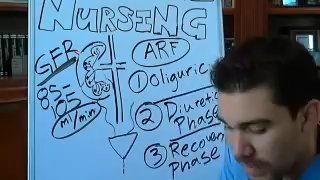 NURSING
GFR
85-
105
ml/min
ARF
1 Oliguric
2 Diuretic
Phase
3 Recovery
phase